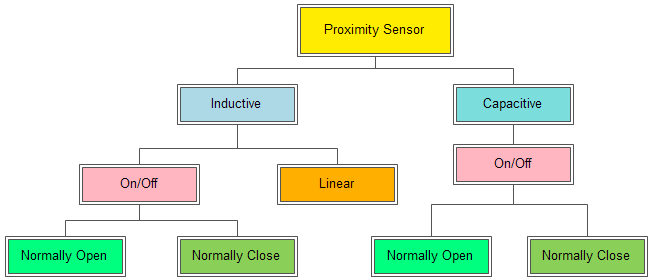 Proximity Sensor
Inductive
Capacitive
On/Off
Linear
On/Off
Normally Open
Normally Close
Normally Open
Normally Close